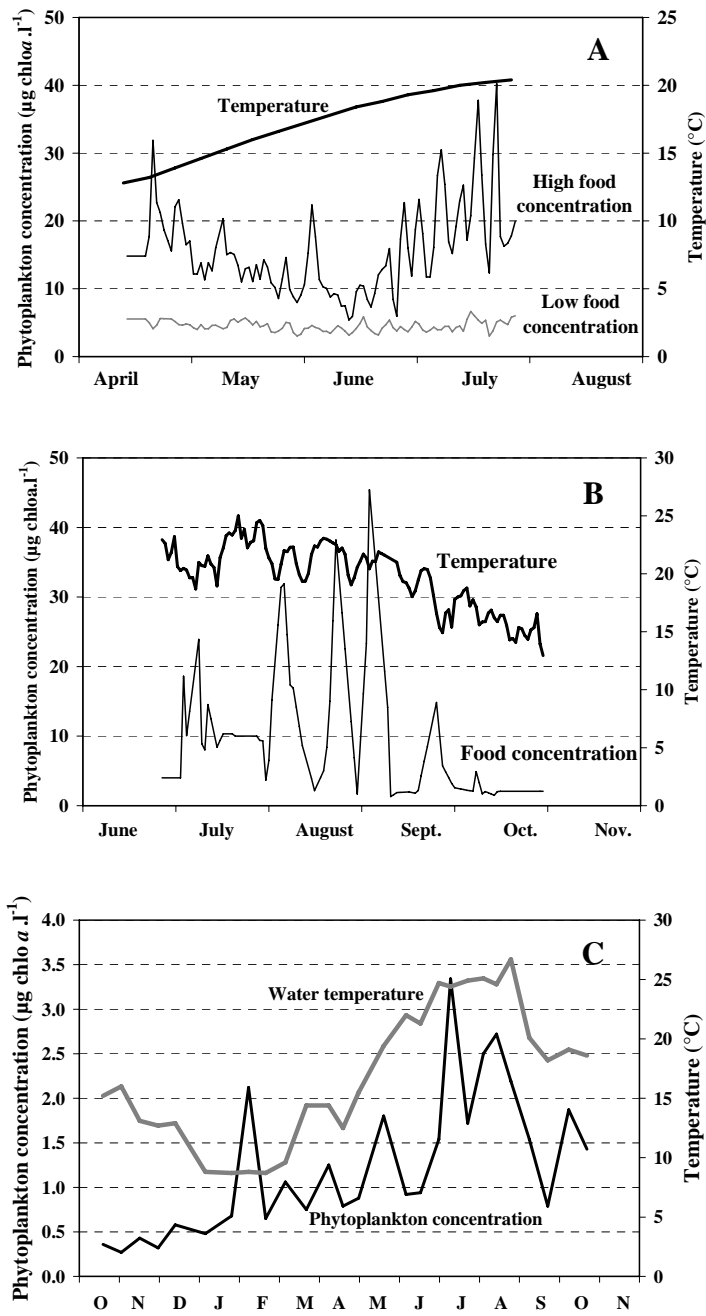 A
Phytoplankton concentration (µg chloa.l-1)
50
40
30
20
10
0
Temperature
High food
concentration
Low food
concentration
25
20
15
10
5
0
Temperature (°C)
April May June July August
B
Phytoplankton concentration (µg chloa.l-1)
50
40
30
20
10
0
Temperature
Food concentration
30
25
20
15
10
5
0
Temperature (°C)
June July August Sept. Oct. Nov.
C
Phytoplankton concentration (µg chlo a .l-1)
4.0
3.5
3.0
2.5
2.0
1.5
1.0
0.5
0.0
Water temperature
Phytoplankton concentration
30
25
20
15
10
5
0
Temperature (°C)
O N D J F M A M J J A S O N